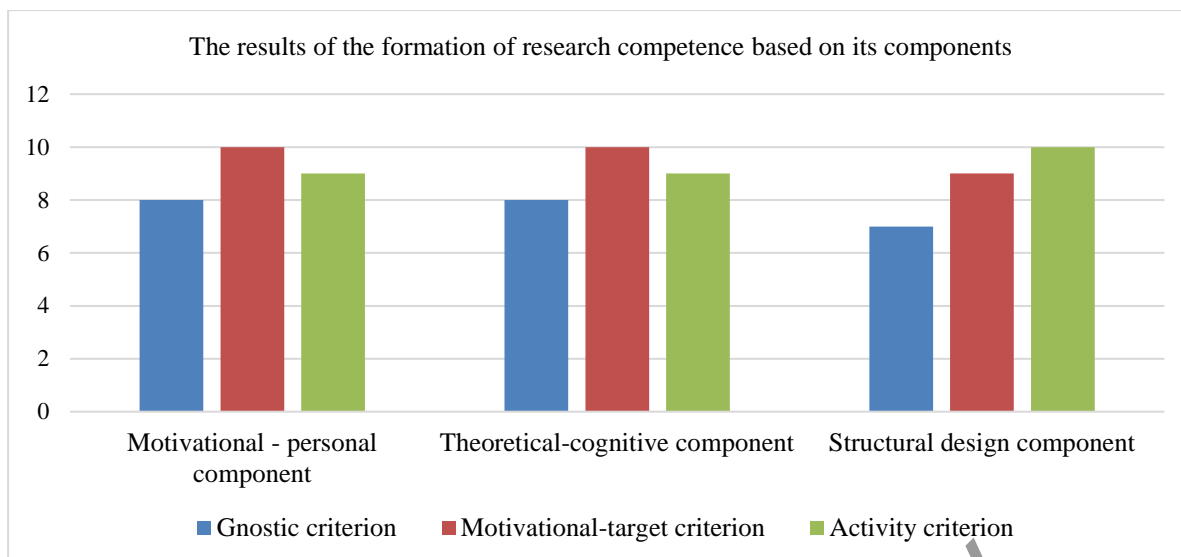 The results of the formation of research competence based on its components
12
10
8
6
4
2
0
Motivational - personal
component
Theoretical-cognitive component
Structural design component
Gnostic criterion
Motivational-target criterion
Activity criterion